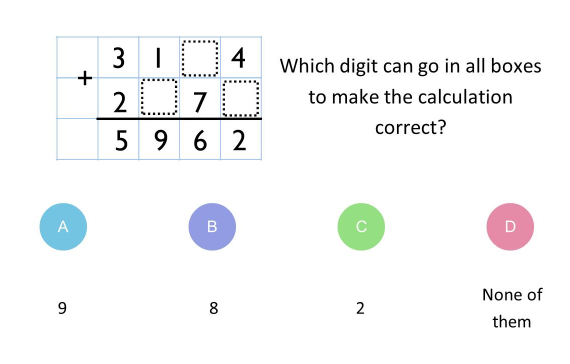 3 1 4
+
2 7
5 9 6 2
Which digit can go in all boxes
to make the calculation
correct?
A
B
C
D
9
8
2
None of
them